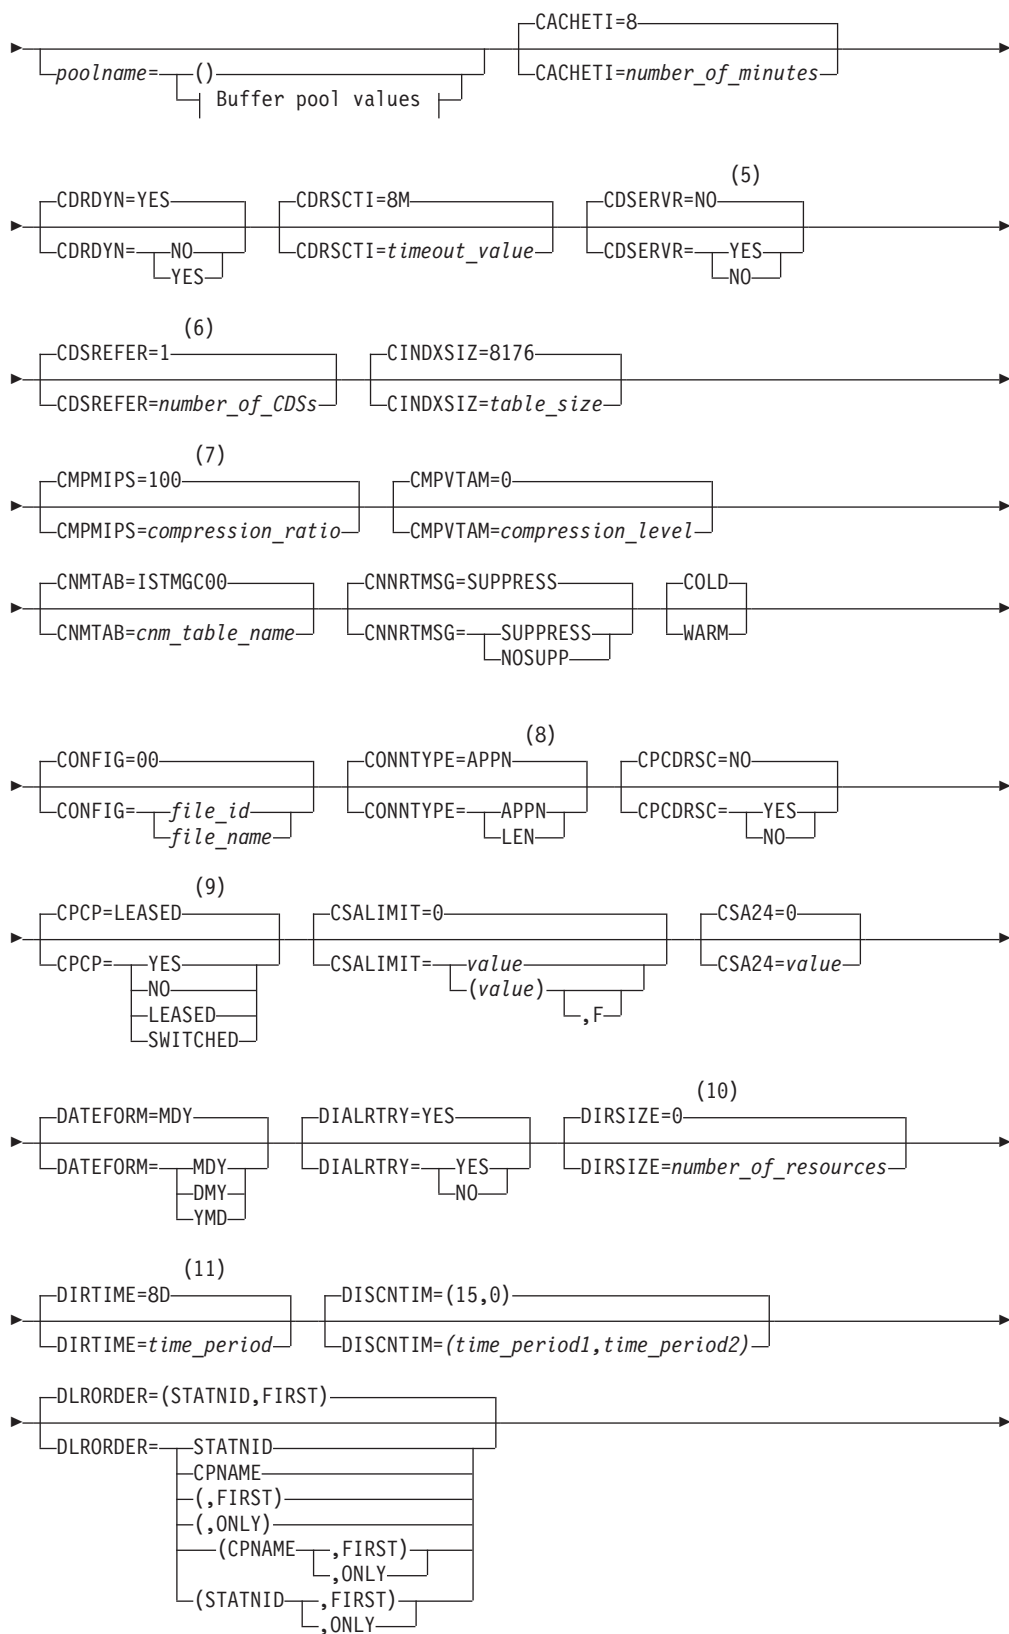 CACHETI=8
poolname= () CACHETI=number_of_minutes
Buffer pool values
(5)
CDRDYN=YES CDRSCTI=8M CDSERVR=NO
CDRDYN= NO CDRSCTI=timeout_value CDSERVR= YES
YES NO
(6)
CDSREFER=1 CINDXSIZ=8176
CDSREFER=number_of_CDSs CINDXSIZ=table_size
(7)
CMPMIPS=100 CMPVTAM=0
CMPMIPS=compression_ratio CMPVTAM=compression_level
CNMTAB=ISTMGC00 CNNRTMSG=SUPPRESS COLD
CNMTAB=cnm_table_name CNNRTMSG= SUPPRESS WARM
NOSUPP
(8)
CONFIG=00 CONNTYPE=APPN CPCDRSC=NO
CONFIG= file_id CONNTYPE= APPN CPCDRSC= YES
file_name LEN NO
(9)
CPCP=LEASED CSALIMIT=0 CSA24=0
CPCP= YES CSALIMIT= value CSA24=value
NO (value)
LEASED ,F
SWITCHED
(10)
DATEFORM=MDY DIALRTRY=YES DIRSIZE=0
DATEFORM= MDY DIALRTRY= YES DIRSIZE=number_of_resources
DMY NO
YMD
(11)
DIRTIME=8D DISCNTIM=(15,0)
DIRTIME=time_period DISCNTIM=(time_period1,time_period2)
DLRORDER=(STATNID,FIRST)
DLRORDER= STATNID
CPNAME
(,FIRST)
(,ONLY)
(CPNAME ,FIRST)
,ONLY
(STATNID ,FIRST)
,ONLY